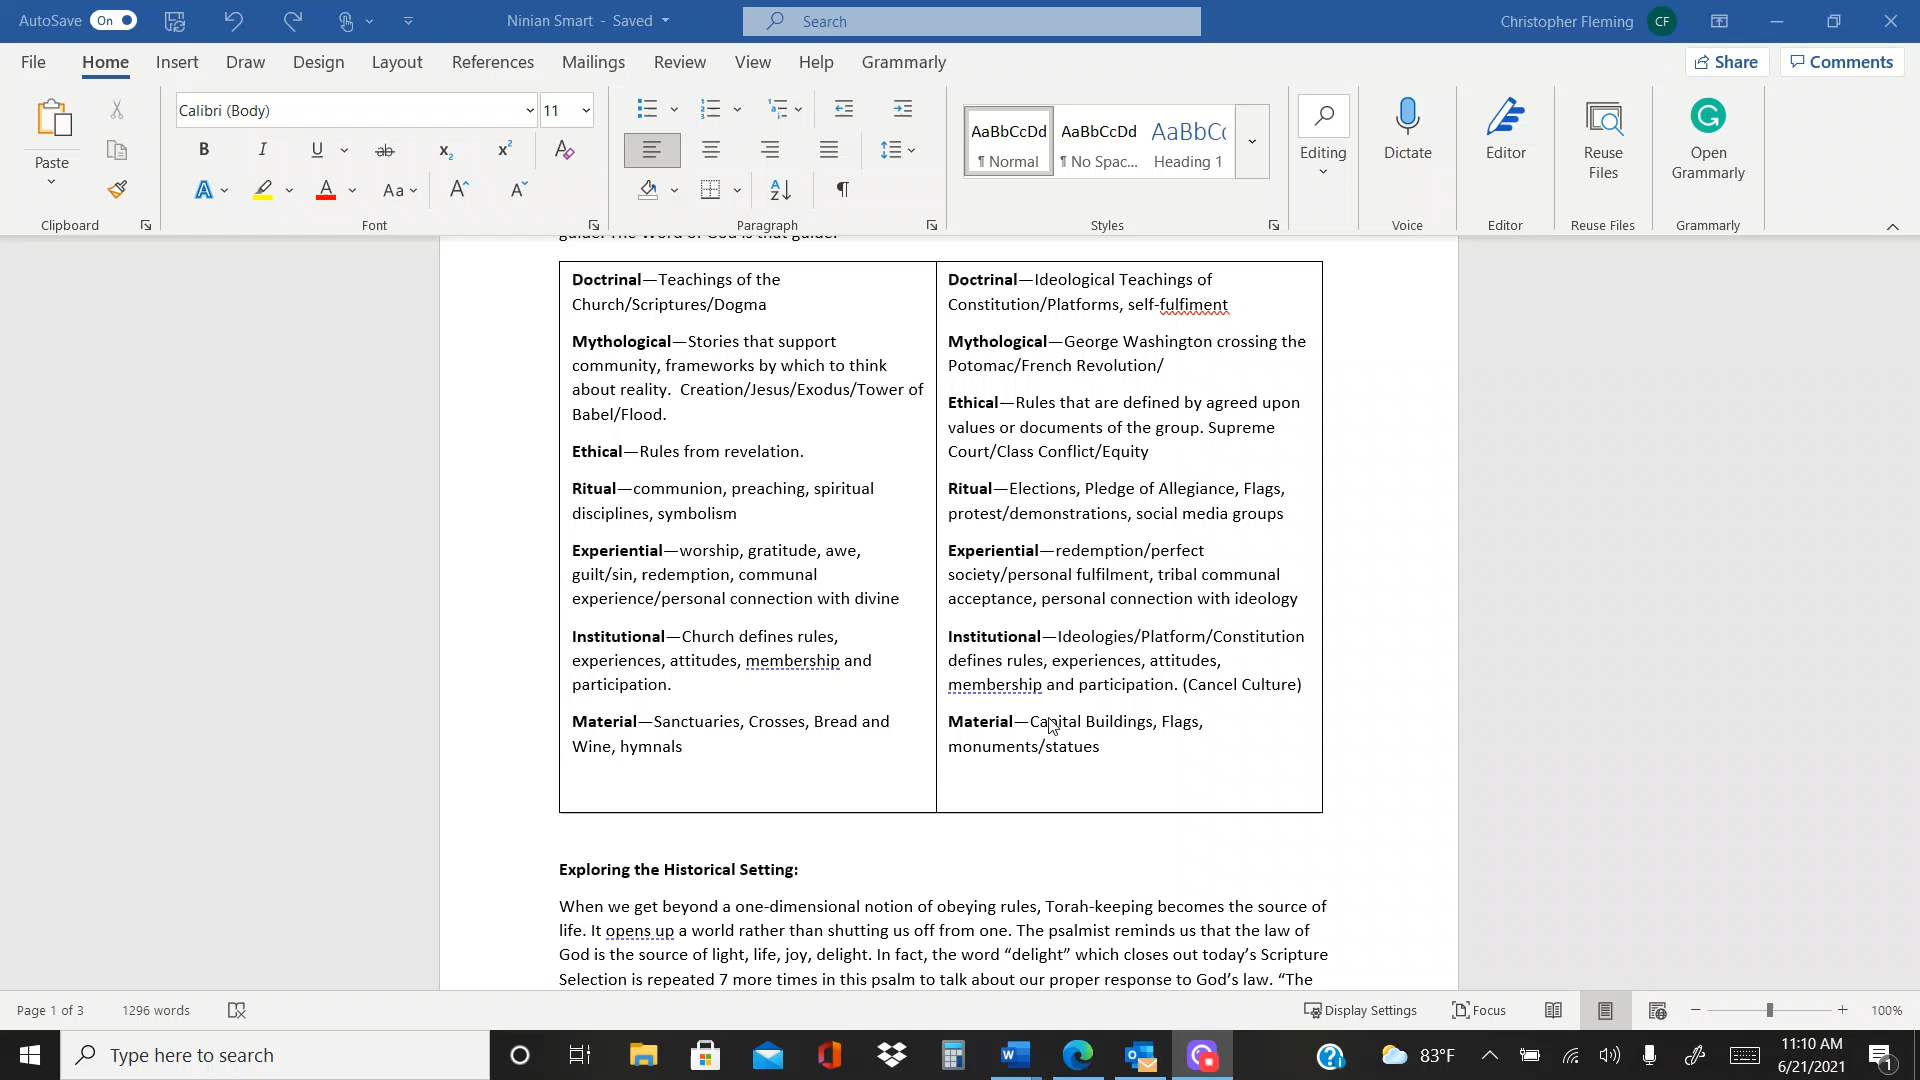 AutoSave On Ninian Smart - Saved Search Christopher Fleming CF
File Home Insert Draw Design Layout References Mailings Review View Help Grammarly Share Comments
Paste
Clipboard
Calibri (Body) 11
Font
Paragraph
AaBbCcDd AaBbCcDd AaBbCc
¶ Normal ¶ No Spac... Heading 1
Styles
Editing
Dictate
Voice
Editor
Editor
Reuse
Files
Reuse Files
Open
Grammarly
Grammarly
guide. The Word of God is that guide.
Doctrinal—Teachings of the
Church/Scriptures/Dogma
Mythological—Stories that support
community, frameworks by which to think
about reality.  Creation/Jesus/Exodus/Tower of
Babel/Flood.
Ethical—Rules from revelation.
Ritual—communion, preaching, spiritual
disciplines, symbolism
Experiential—worship, gratitude, awe,
guilt/sin, redemption, communal
experience/personal connection with divine
Institutional—Church defines rules,
experiences, attitudes, membership and
participation.
Material—Sanctuaries, Crosses, Bread and
Wine, hymnals
Doctrinal—Ideological Teachings of
Constitution/Platforms, self-fulfiment
Mythological—George Washington crossing the
Potomac/French Revolution/
Ethical—Rules that are defined by agreed upon
values or documents of the group. Supreme
Court/Class Conflict/Equity
Ritual—Elections, Pledge of Allegiance, Flags,
protest/demonstrations, social media groups
Experiential—redemption/perfect
society/personal fulfilment, tribal communal
acceptance, personal connection with ideology
Institutional—Ideologies/Platform/Constitution
defines rules, experiences, attitudes,
membership and participation. (Cancel Culture)
Material—Capital Buildings, Flags,
monuments/statues
Exploring the Historical Setting:
When we get beyond a one-dimensional notion of obeying rules, Torah-keeping becomes the source of
life. It opens up a world rather than shutting us off from one. The psalmist reminds us that the law of
God is the source of light, life, joy, delight. In fact, the word “delight” which closes out today’s Scripture
Selection is repeated 7 more times in this psalm to talk about our proper response to God’s law. “The
Page 1 of 3 1296 words Display Settings Focus 100%
Type here to search 83°F 11:10 AM
6/21/2021 1